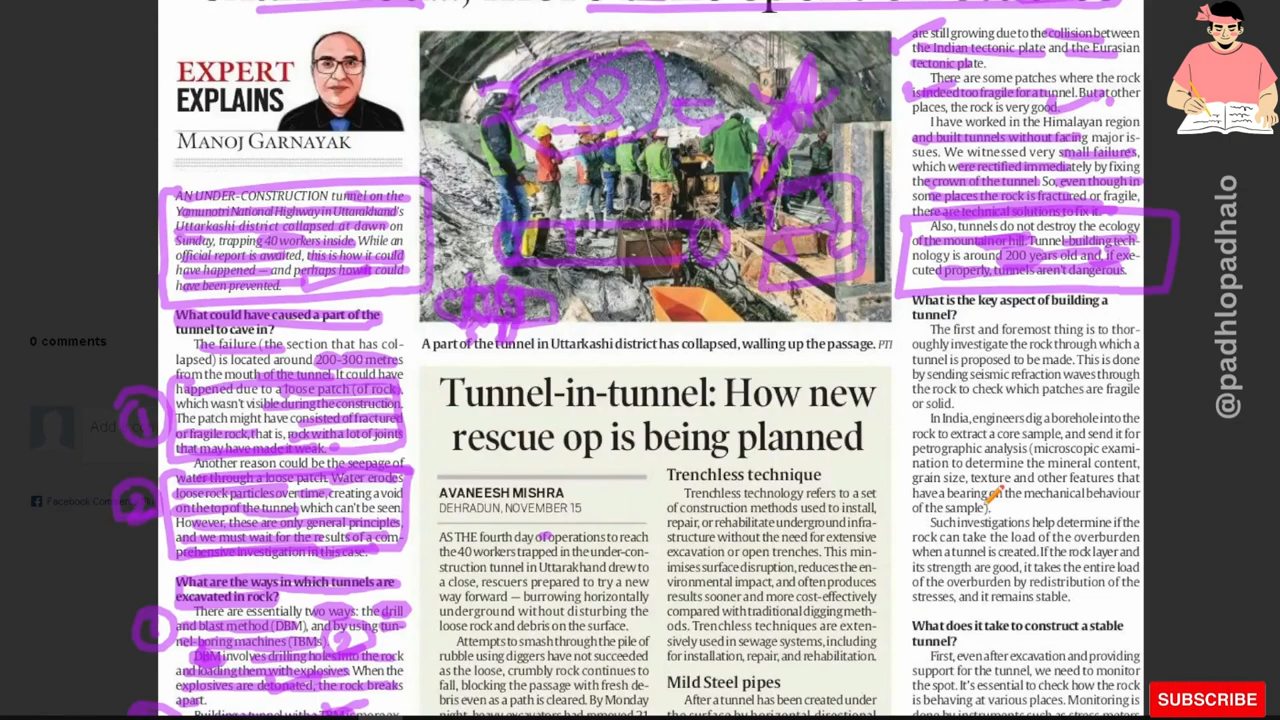 EXPERT
EXPLAINS
MANOJ GARNAYAK
AN UNDER-CONSTRUCTION tunnel on the
Yamunotri National Highway in Uttarakhand's
Uttarkashi district collapsed at dawn on
Sunday, trapping 40 workers inside. While an
official report is awaited, this is how it could
have happened — and perhaps how it could
have been prevented.
What could have caused a part of the
tunnel to cave in?
The failure (the section that has col-
lapsed) is located around 200-300 metres
from the mouth of the tunnel. It could have
happened due to a loose patch (of rock),
which wasn't visible during the construction.
The patch might have consisted of fractured
or fragile rock, that is, rock with a lot of joints
that may have made it weak.
Another reason could be the seepage of
water through a loose patch. Water erodes
loose rock particles over time, creating a void
on the top of the tunnel, which can't be seen.
However, these are only general principles,
and we must wait for the results of a com-
prehensive investigation in this case.
What are the ways in which tunnels are
excavated in rock?
There are essentially two ways: the drill
and blast method (DBM), and by using tun-
nel-boring machines (TBMs).
DBM involves drilling holes into the rock
and loading them with explosives. When the
explosives are detonated, the rock breaks
apart.
Building a tunnel with a TBM is more ex-
A part of the tunnel in Uttarkashi district has collapsed, walling up the passage. PTI
Tunnel-in-tunnel: How new
rescue op is being planned
AVANEESH MISHRA
DEHRADUN, NOVEMBER 15
AS THE fourth day of operations to reach
the 40 workers trapped in the under-con-
struction tunnel in Uttarakhand drew to
a close, rescuers prepared to try a new
way forward — burrowing horizontally
underground without disturbing the
loose rock and debris on the surface.
Attempts to smash through the pile of
rubble using diggers have not succeeded
as the loose, crumbly rock continues to
fall, blocking the passage with fresh de-
bris even as a path is cleared. By Monday
night, heavy excavators had removed 21
Trenchless technique
Trenchless technology refers to a set
of construction methods used to install,
repair, or rehabilitate underground infra-
structure without the need for extensive
excavation or open trenches. This min-
imises surface disruption, reduces the en-
vironmental impact, and often produces
results sooner and more cost-effectively
compared with traditional digging meth-
ods. Trenchless techniques are exten-
sively used in sewage systems, including
for installation, repair, and rehabilitation.
Mild Steel pipes
After a tunnel has been created under
the surface by horizontal directional
are still growing due to the collision between
the Indian tectonic plate and the Eurasian
tectonic plate.
There are some patches where the rock
is indeed too fragile for a tunnel. But at other
places, the rock is very good.
I have worked in the Himalayan region
and built tunnels without facing major is-
sues. We witnessed very small failures,
which were rectified immediately by fixing
the crown of the tunnel. So, even though in
some places the rock is fractured or fragile,
there are technical solutions to fix it.
Also, tunnels do not destroy the ecology
of the mountain or hill. Tunnel-building tech-
nology is around 200 years old and, if exe-
cuted properly, tunnels aren't dangerous.
What is the key aspect of building a
tunnel?
The first and foremost thing is to thor-
oughly investigate the rock through which a
tunnel is proposed to be made. This is done
by sending seismic refraction waves through
the rock to check which patches are fragile
or solid.
In India, engineers dig a borehole into the
rock to extract a core sample, and send it for
petrographic analysis (microscopic exami-
nation to determine the mineral content,
grain size, texture and other features that
have a bearing on the mechanical behaviour
of the sample).
Such investigations help determine if the
rock can take the load of the overburden
when a tunnel is created. If the rock layer and
its strength are good, it takes the entire load
of the overburden by redistribution of the
stresses, and it remains stable.
What does it take to construct a stable
tunnel?
First, even after excavation and providing
support for the tunnel, we need to monitor
the spot. It's essential to check how the rock
is behaving at various places. Monitoring is
done by instruments such as stress meters
0 comments
Facebook
@padhlopadhalo
SUBSCRIBE